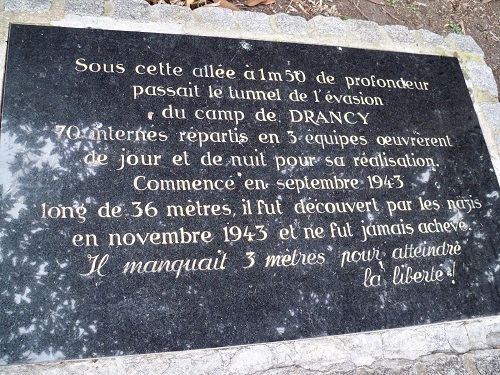 Sous cette allée à 1m50 de profondeur
passait le tunnel de l'évasion
du camp de DRANCY
70 internés répartis en 3 équipes œuvrèrent
de jour et de nuit pour sa réalisation.
Commencé en septembre 1943
long de 36 mètres, il fut découvert par les nazis
en novembre 1943 et ne fut jamais achevé.
Il manquait 3 mètres pour atteindre
la liberté !